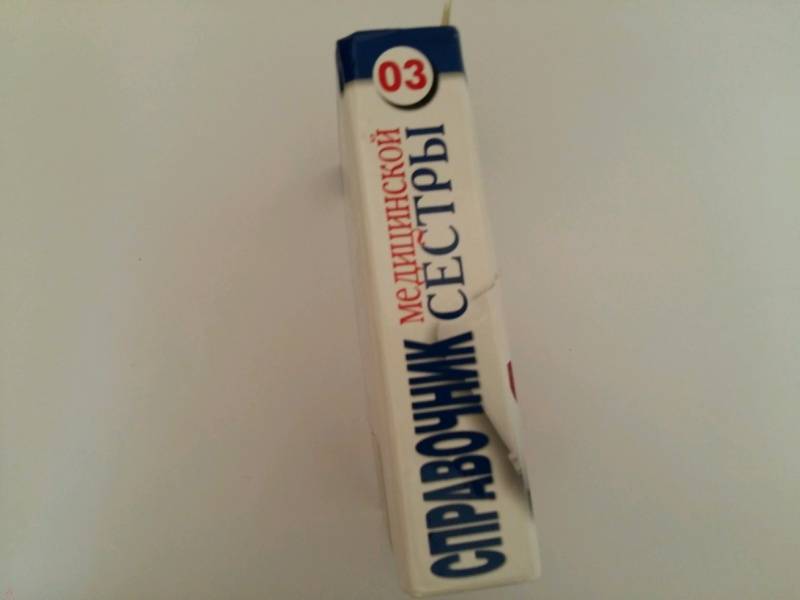 03
СПРАВОЧНИК
медицинской
СЕСТРЫ